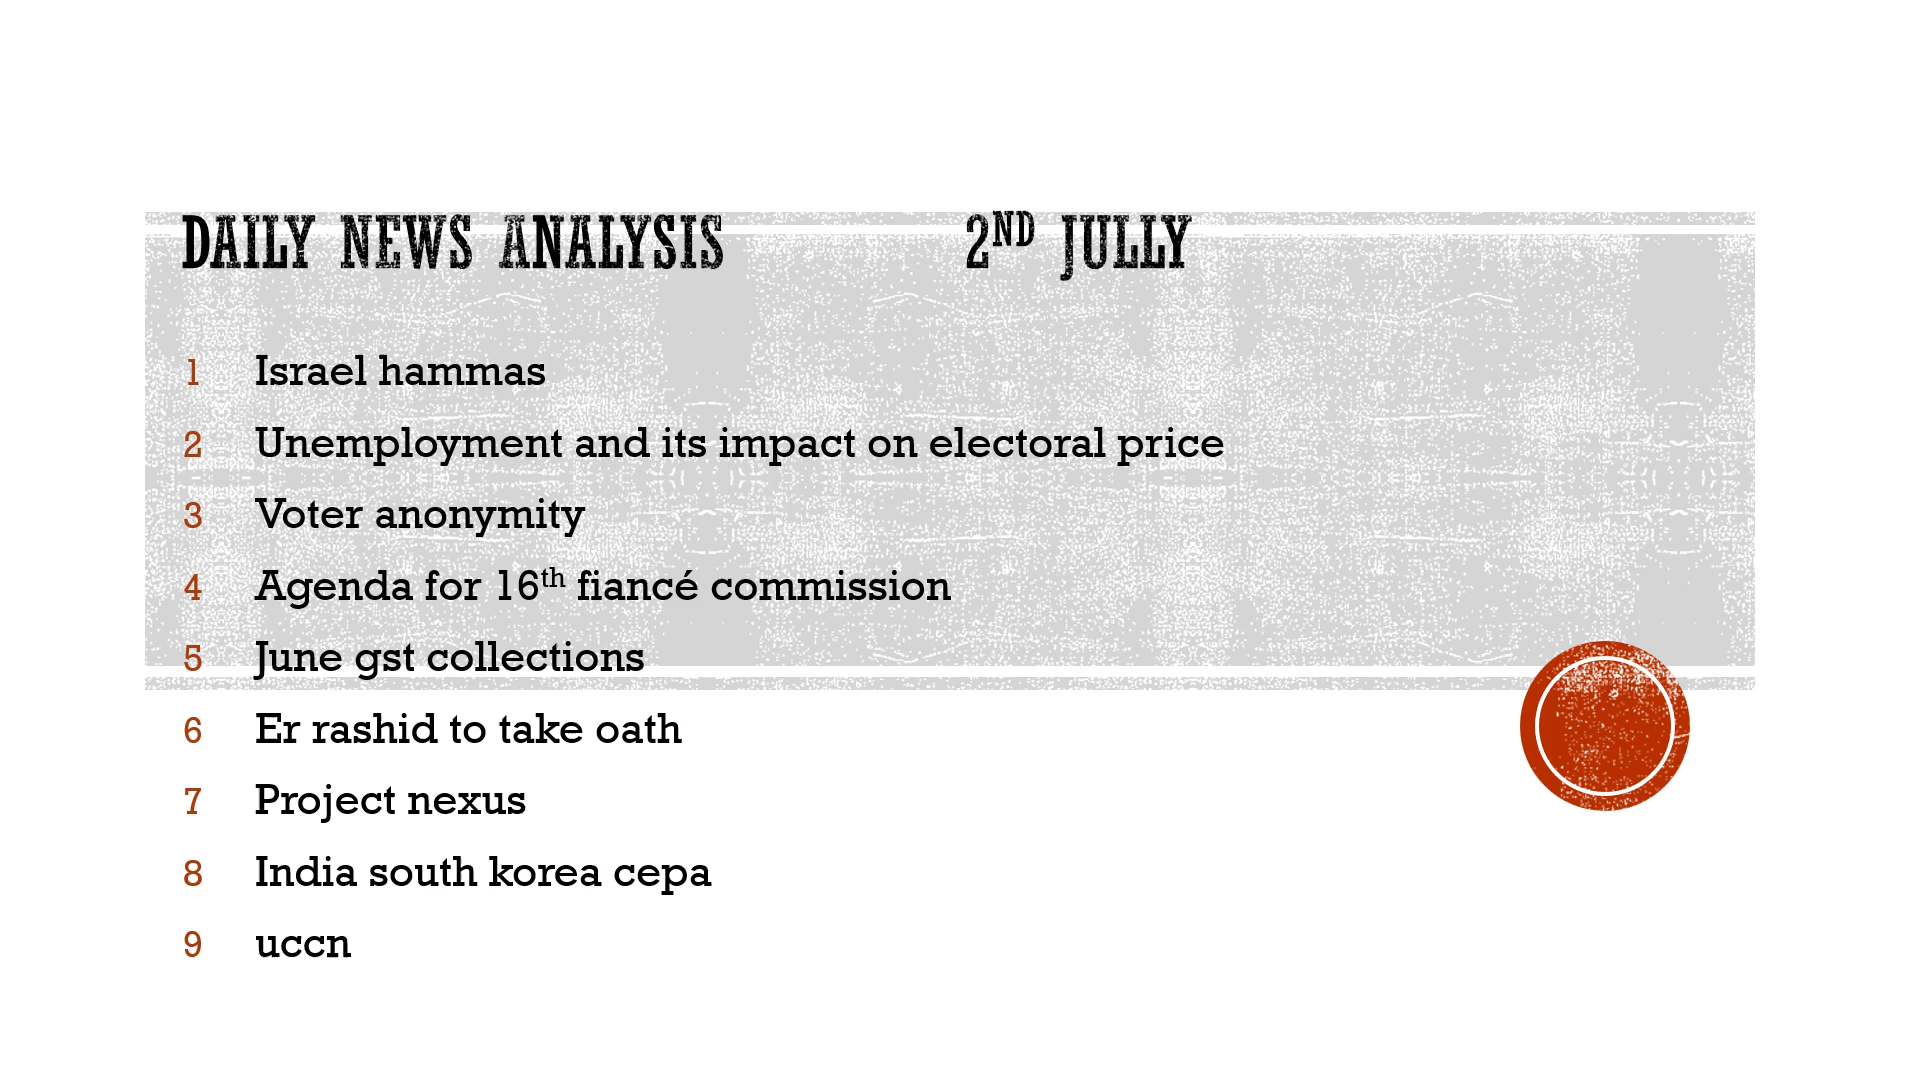 DAILY NEWS ANALYSIS 2ND JULLY
1 Israel hammas
2 Unemployment and its impact on electoral price
3 Voter anonymity
4 Agenda for 16th fiancé commission
5 June gst collections
6 Er rashid to take oath
7 Project nexus
8 India south korea cepa
9 uccn